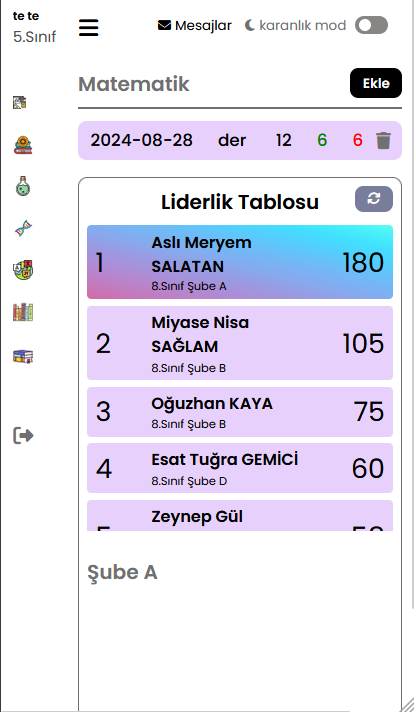 te te
5.Sınıf
Mesajlar
karanlık mod
Matematik
Ekle
2024-08-28 der 12 6 6
Liderlik Tablosu
1
Aslı Meryem
SALATAN
8.Sınıf Şube A
180
2
Miyase Nisa
SAĞLAM
8.Sınıf Şube B
105
3
Oğuzhan KAYA
8.Sınıf Şube B
75
4
Esat Tuğra GEMİCİ
8.Sınıf Şube D
60
Zeynep Gül
Şube A